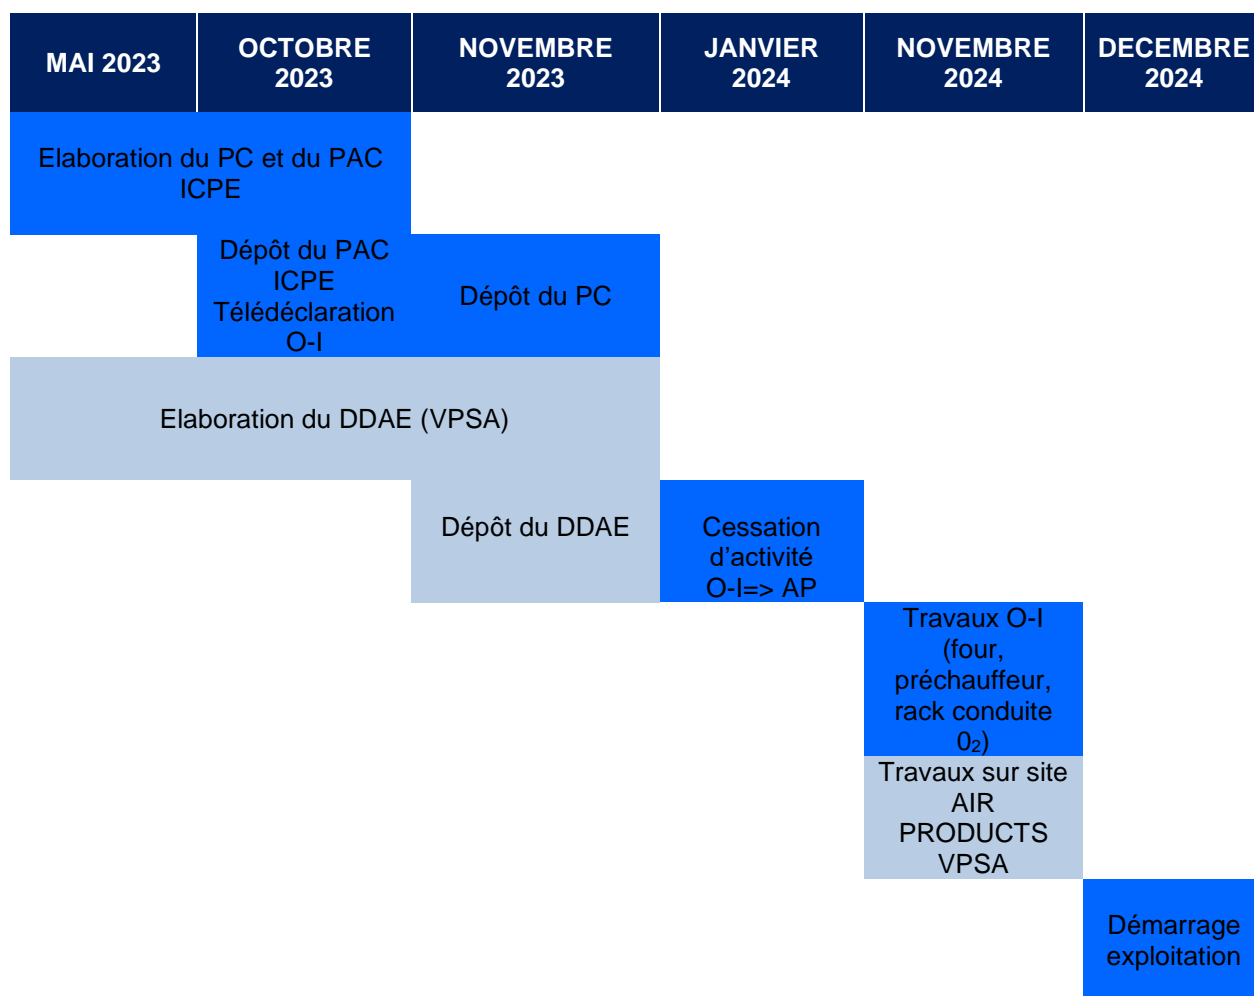 MAI 2023
OCTOBRE
2023
NOVEMBRE
2023
JANVIER
2024
NOVEMBRE
2024
DECEMBRE
2024
Elaboration du PC et du PAC
ICPE
Dépôt du PAC
ICPE
Télédéclaration
O-I
Dépôt du PC
Elaboration du DDAE (VPSA)
Dépôt du DDAE
Cessation
d’activité
O-I=> AP
Travaux O-I
(four,
préchauffeur,
rack conduite
0₂)
Travaux sur site
AIR
PRODUCTS
VPSA
Démarrage
exploitation